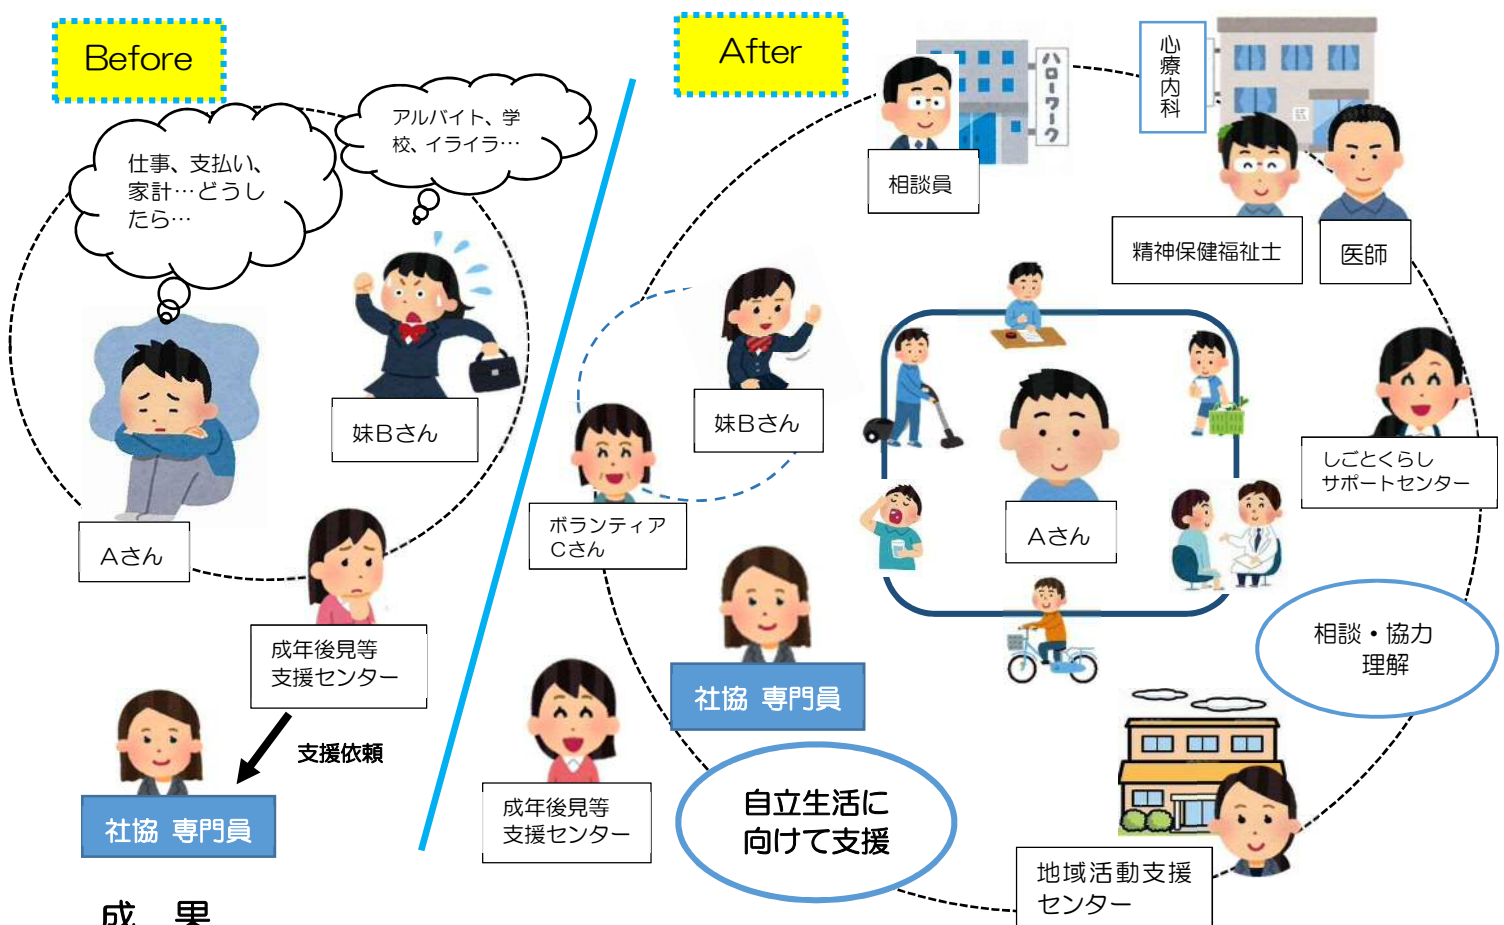 Before
仕事、支払い、
家計…どうし
たら…
アルバイト、学
校、イライラ…
妹Bさん
Aさん
成年後見等
支援センター
支援依頼
社協 専門員
成 果
After
ハローワーク
相談員
心療内科
精神保健福祉士
医師
妹Bさん
ボランティア
Cさん
Aさん
しごとくらし
サポートセンター
相談・協力
理解
社協 専門員
成年後見等
支援センター
自立生活に
向けて支援
地域活動支援
センター